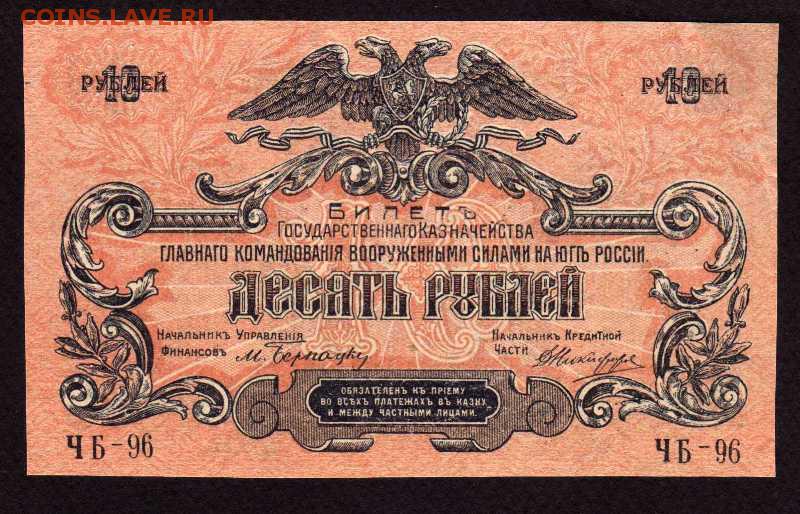 COINS.LAVE.RU
10
РУБЛЕЙ
10
РУБЛЕЙ
БИЛЕТЪ
ГОСУДАРСТВЕННАГО КАЗНАЧЕЙСТВА
ГЛАВНАГО КОМАНДОВАНІЯ ВООРУЖЕННЫМИ СИЛАМИ НА ЮГѢ РОССІИ.
ДЕСЯТЬ РУБЛЕЙ
НАЧАЛЬНИКЪ УПРАВЛЕНІЯ
ФИНАНСОВЪ
НАЧАЛЬНИКЪ КРЕДИТНОЙ
ЧАСТИ
ОБЯЗАТЕЛЕНЪ КЪ ПРІЕМУ
ВО ВСѢХЪ ПЛАТЕЖАХЪ ВЪ КАЗНУ
И МЕЖДУ ЧАСТНЫМИ ЛИЦАМИ.
ЧБ-96
ЧБ-96